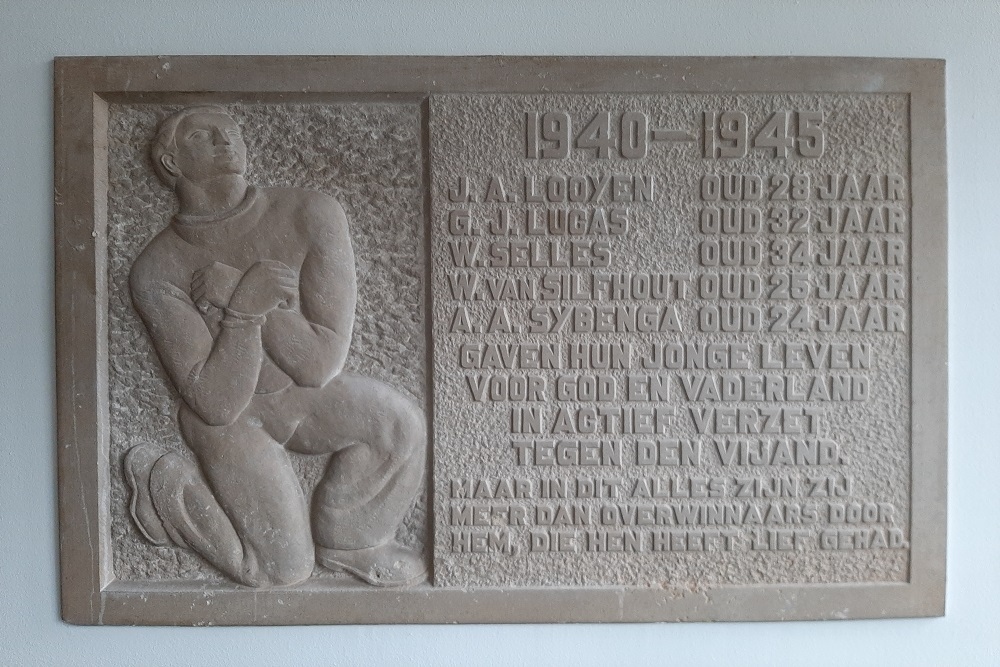 1940–1945
J. A. LOOYEN OUD 28 JAAR
G. J. LUCAS OUD 32 JAAR
W. SELLES OUD 34 JAAR
W. VAN SILFHOUT OUD 25 JAAR
A. A. SYBENGA OUD 24 JAAR
GAVEN HUN JONGE LEVEN
VOOR GOD EN VADERLAND
IN ACTIEF VERZET
TEGEN DEN VIJAND.
MAAR IN DIT ALLES ZIJN ZIJ
MEER DAN OVERWINNAARS DOOR
HEM, DIE HEN HEEFT LIEF GEHAD.